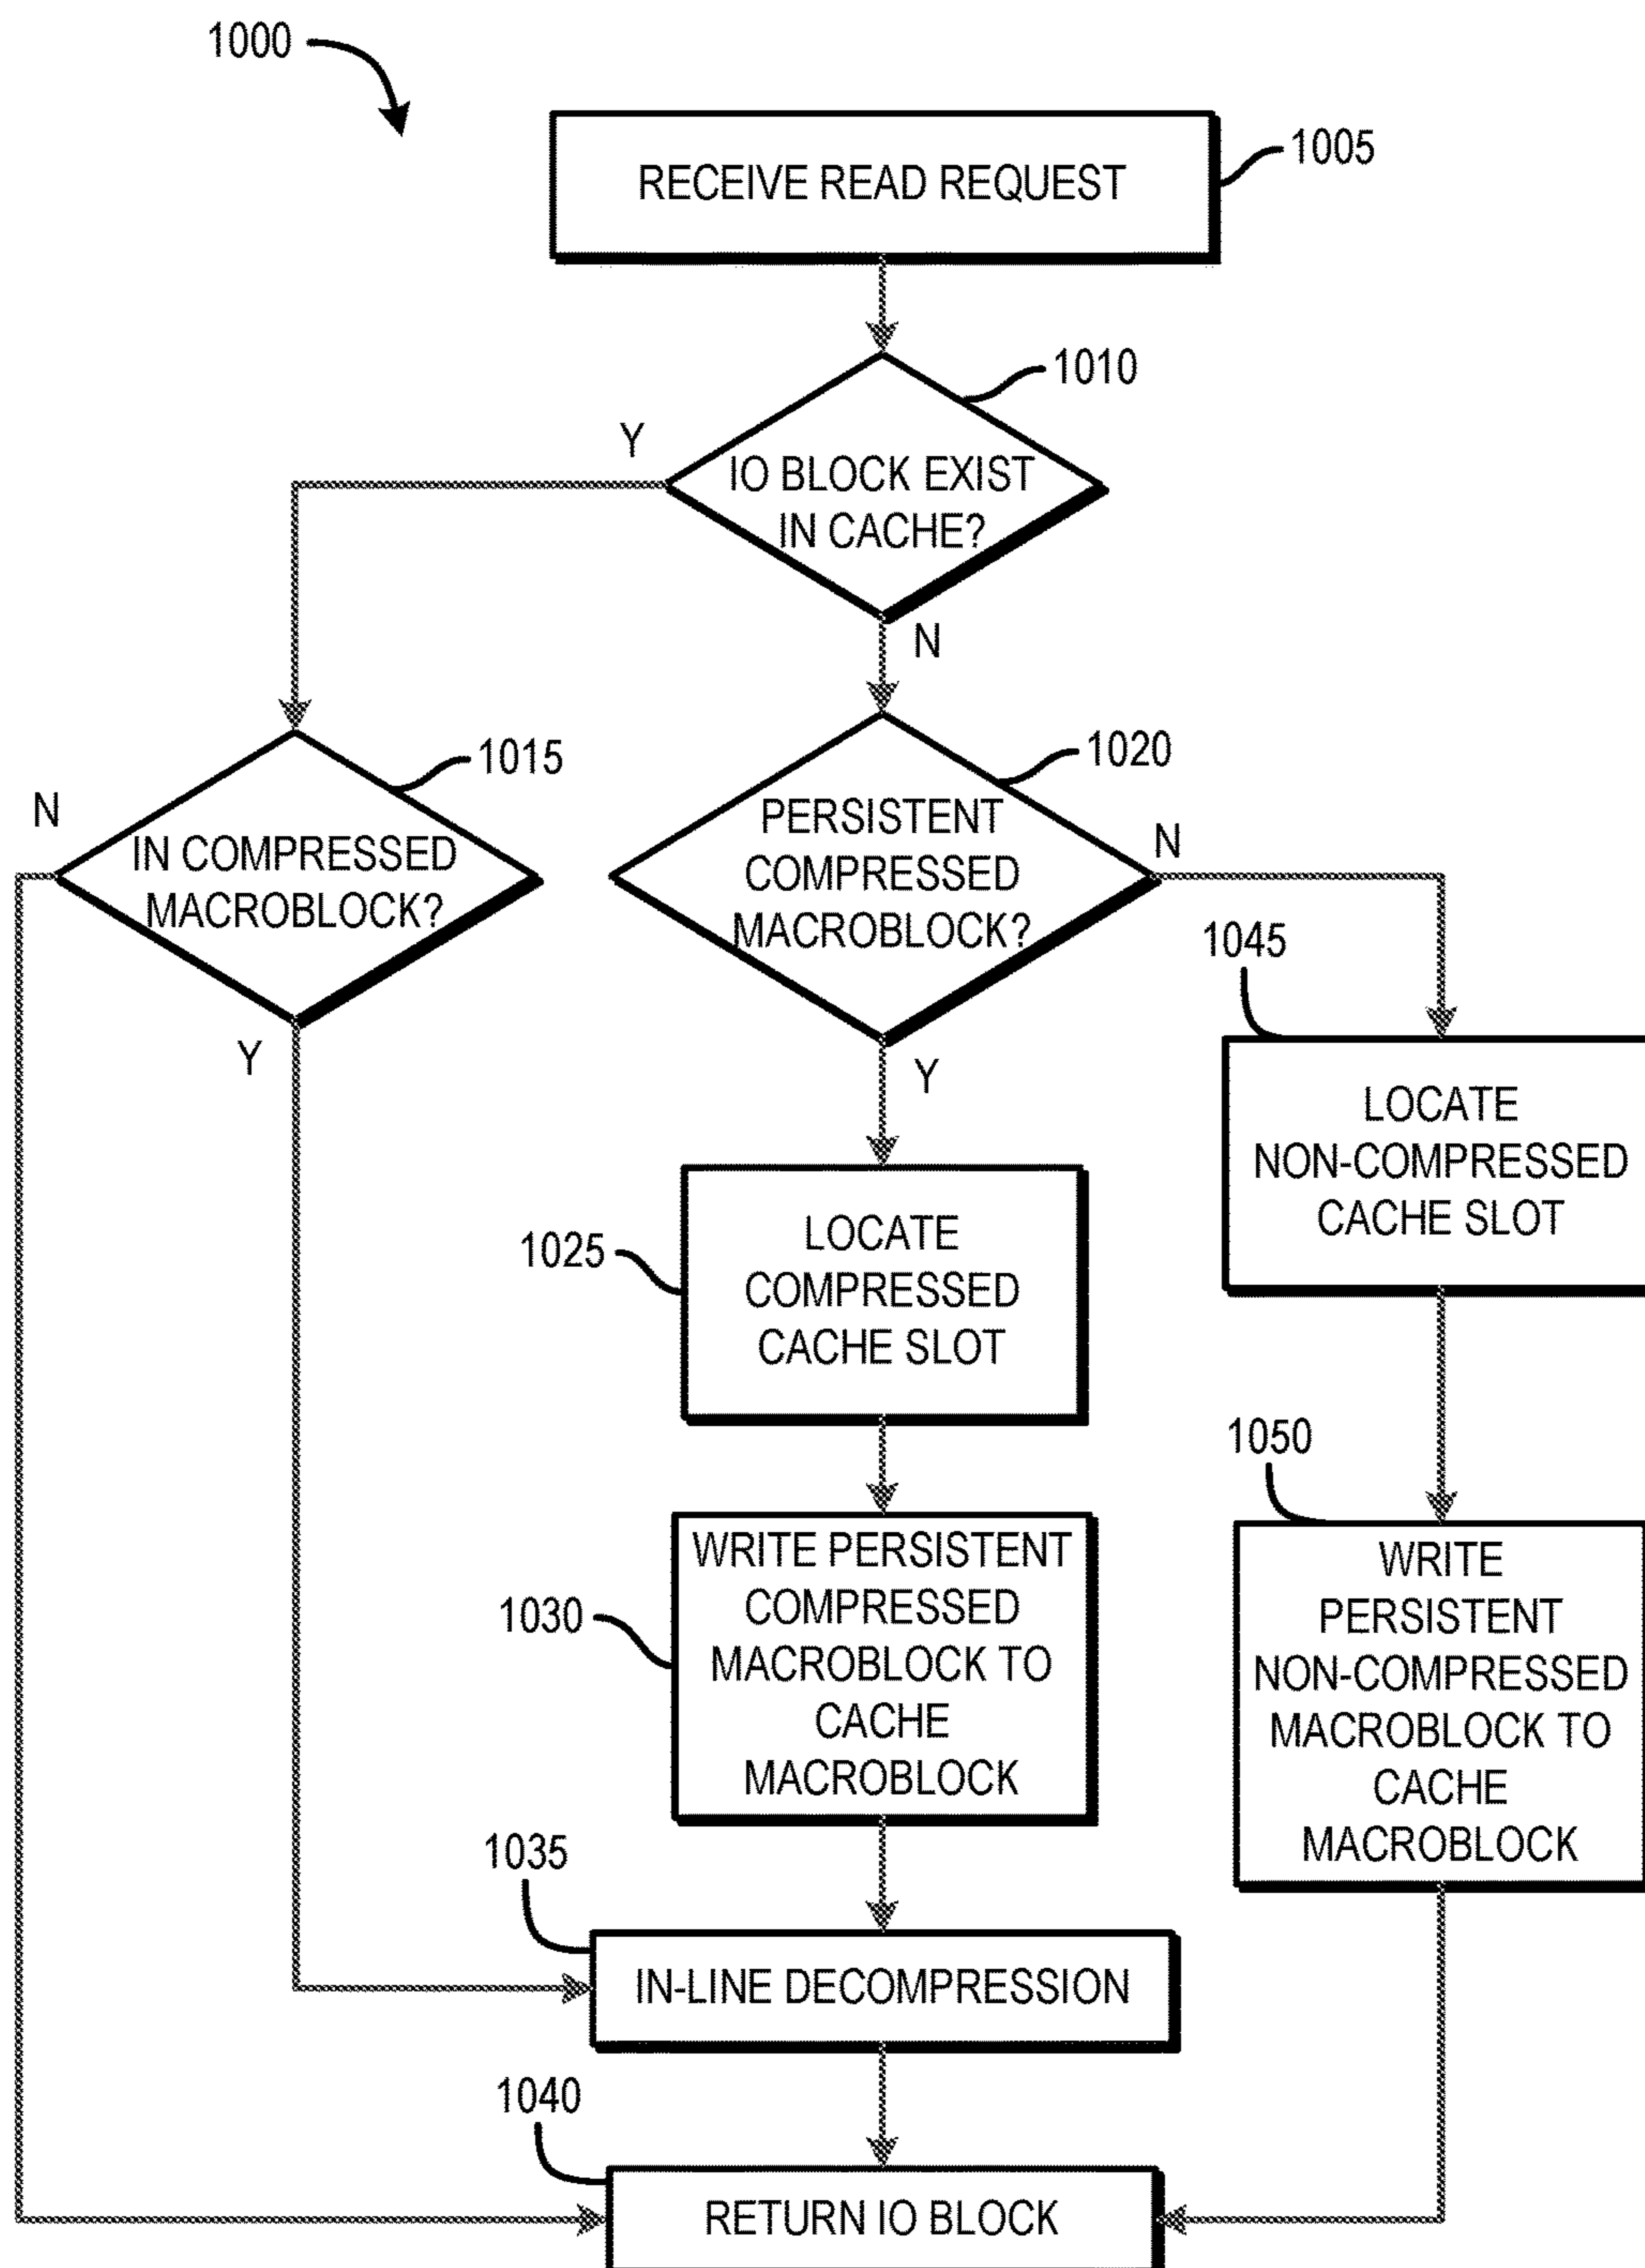 1000
RECEIVE READ REQUEST
1005
1010
Y
IO BLOCK EXIST
IN CACHE?
N
1015
N
IN COMPRESSED
MACROBLOCK?
Y
1020
PERSISTENT
COMPRESSED
MACROBLOCK?
N
Y
1045
LOCATE
NON-COMPRESSED
CACHE SLOT
1025
LOCATE
COMPRESSED
CACHE SLOT
1050
WRITE
PERSISTENT
NON-COMPRESSED
MACROBLOCK TO
CACHE
MACROBLOCK
1030
WRITE PERSISTENT
COMPRESSED
MACROBLOCK TO
CACHE
MACROBLOCK
1035
IN-LINE DECOMPRESSION
1040
RETURN IO BLOCK